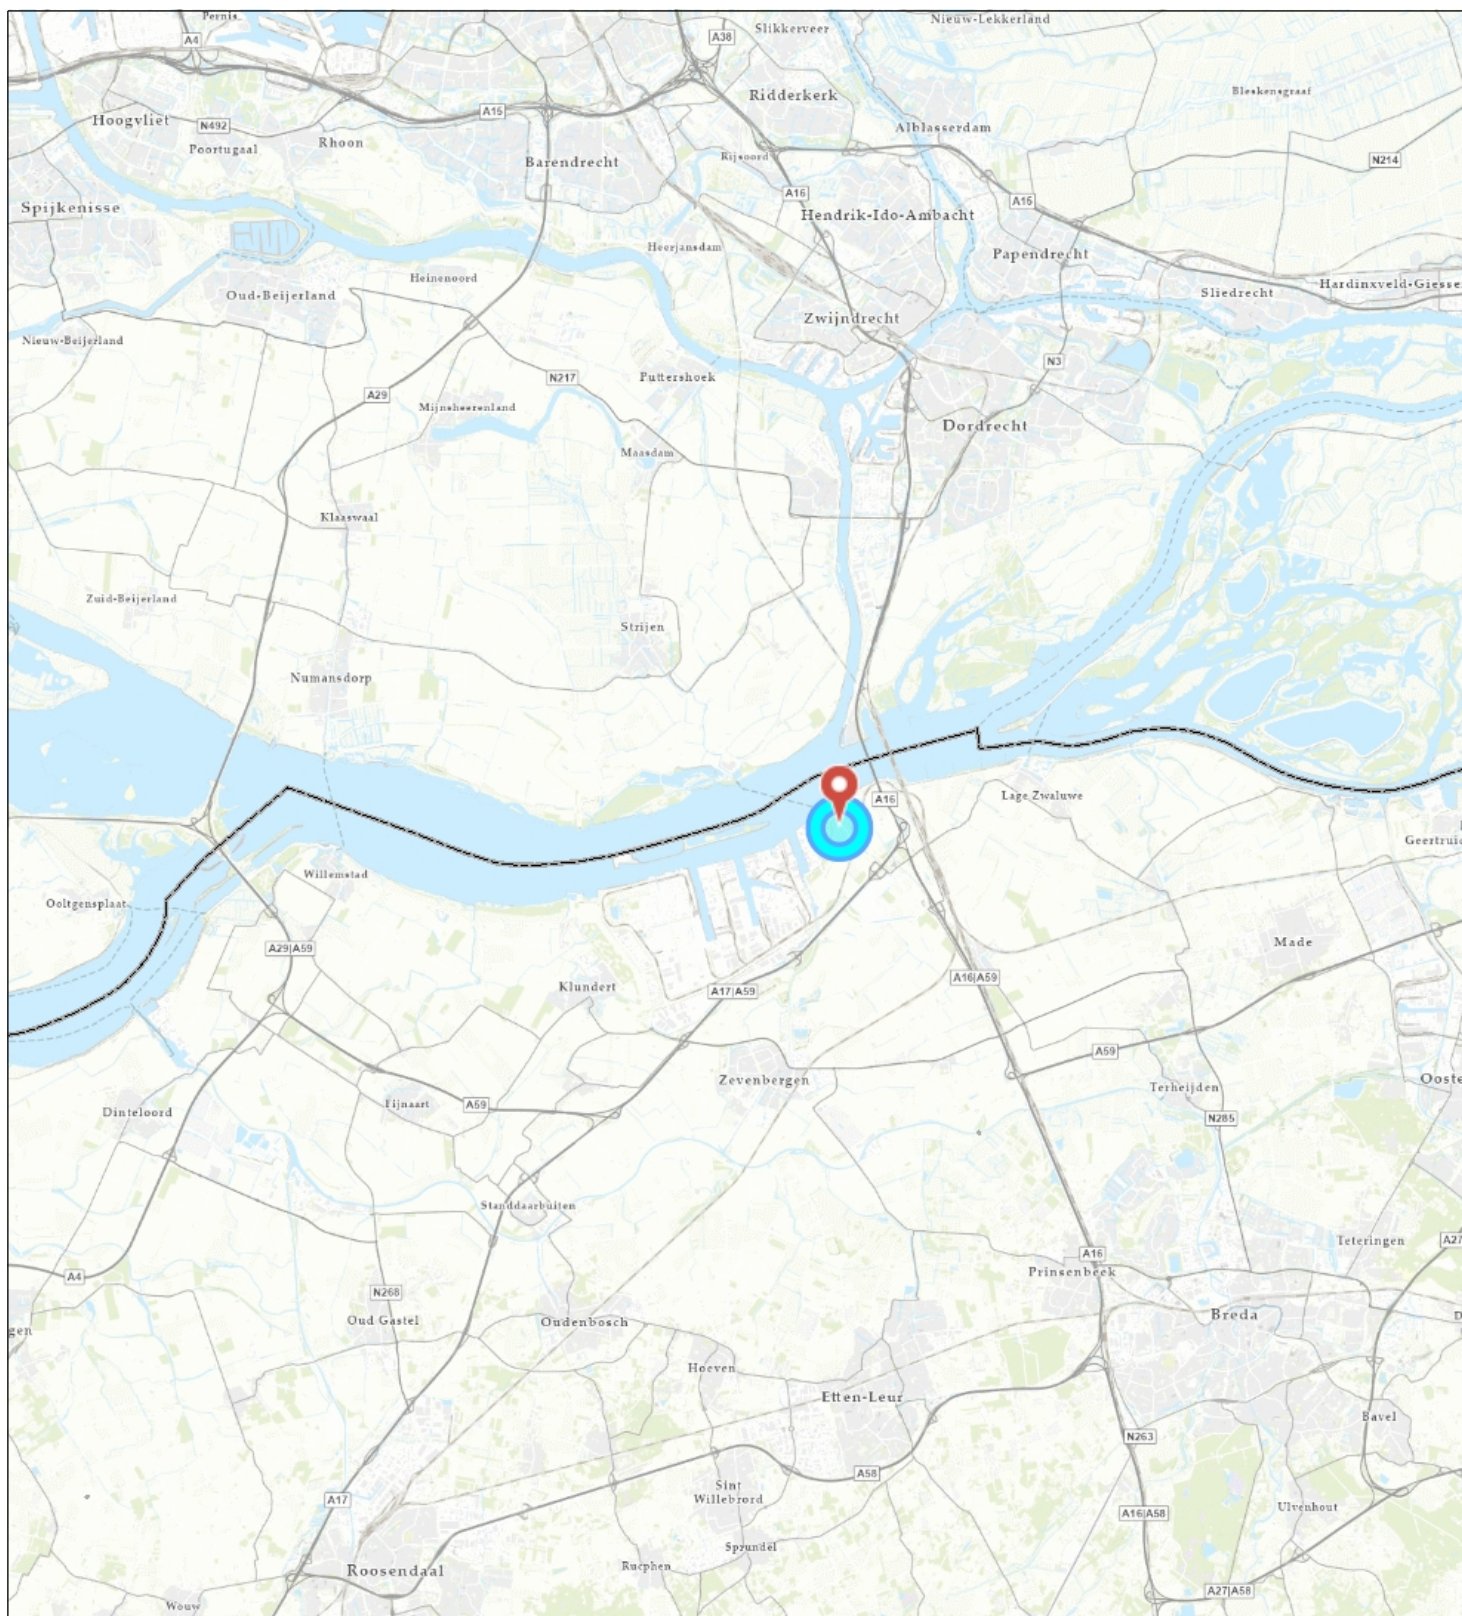 Pernis
Slikkerveer
Nieuw-Lekkerland
A4
A38
Bleskensgraaf
Ridderkerk
A15
Hoogvliet
N492
Alblasserdam
Rhoon
Poortugaal
Barendrecht
Rijsoord
N214
A16
A15
Spijkenisse
Hendrik-Ido-Ambacht
Heerjansdam
Papendrecht
Heinenoord
Oud-Beijerland
Sliedrecht
Hardinxveld-Giesse
Zwijndrecht
Nieuw-Beijerland
N3
N217
Puttershoek
A29
Mijnsheerenland
Dordrecht
Maasdam
Klaaswaal
Zuid-Beijerland
Strijen
Numansdorp
A16
Lage Zwaluwe
Geertruid
Willemstad
Ooltgensplaat
A29|A59
Made
A16|A59
Klundert
A17|A59
A59
Zevenbergen
Ooste
Terheijden
Fijnaart
A59
Dinteloord
N285
Standdaarbuiten
Teteringen
A27
A16
A4
Prinsenbeek
N268
Breda
Oud Gastel
Oudenbosch
gen
Hoeven
Etten-Leur
Bavel
N263
A58
Sint
Willebrord
A17
Ulvenhout
A16|A58
Sprundel
Rucphen
Roosendaal
A27|A58
Wouw